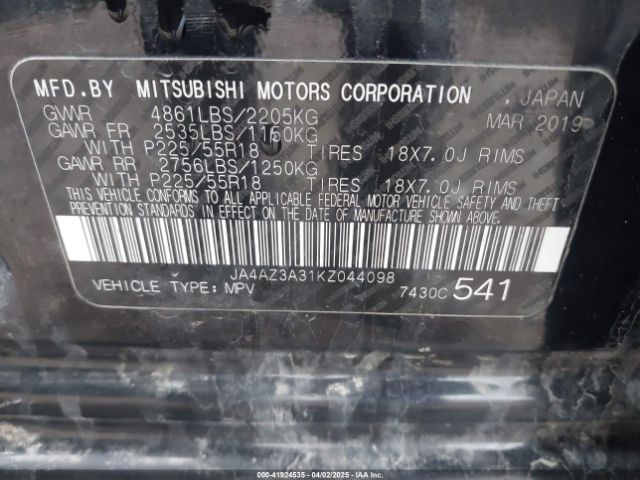 MFD. BY MITSUBISHI MOTORS CORPORATION , JAPAN
GVWR 4861LBS/2205KG MAR 2019
GAWR FR 2535LBS/1150KG
WITH P225/55R18 TIRES 18X7.0J RIMS
GAWR RR 2756LBS/1250KG
WITH P225/55R18 TIRES 18X7.0J RIMS
THIS VEHICLE CONFORMS TO ALL APPLICABLE FEDERAL MOTOR VEHICLE SAFETY AND THEFT
PREVENTION STANDARDS IN EFFECT ON THE DATE OF MANUFACTURE SHOWN ABOVE.
JA4AZ3A31KZ044098
VEHICLE TYPE: MPV 7430C 541
000-41924535 - 04/02/2025 - IAAI.COM